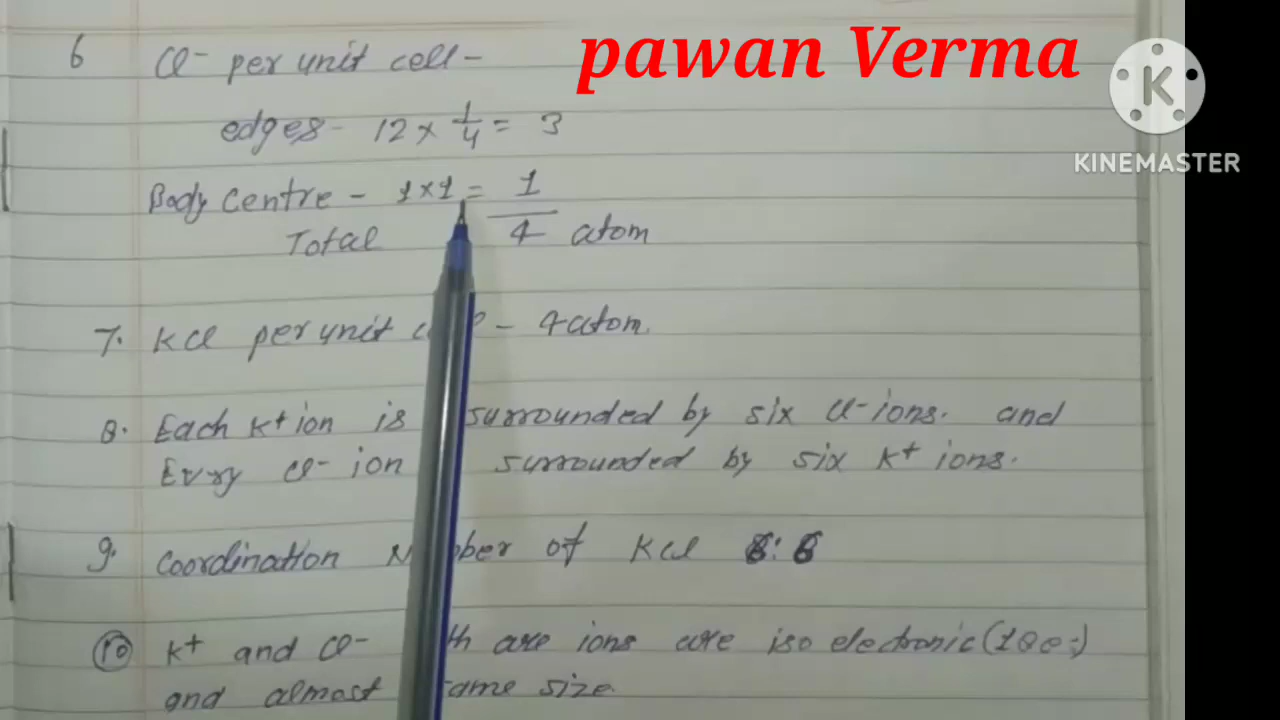 pawan Verma
K
KINEMASTER
6 Cl- per unit cell -
edges - 12 × 1/4 = 3
Body Centre - 1 × 1 = 1
Total 4 atom
7. KCl per unit - 4 atom.
8. Each K+ ion is surrounded by six Cl- ions. and
Every Cl- ion surrounded by six K+ ions.
9. Coordination of KCl 6:6
10 K+ and Cl- are ions are iso electronic (18e-)
and almost same size.